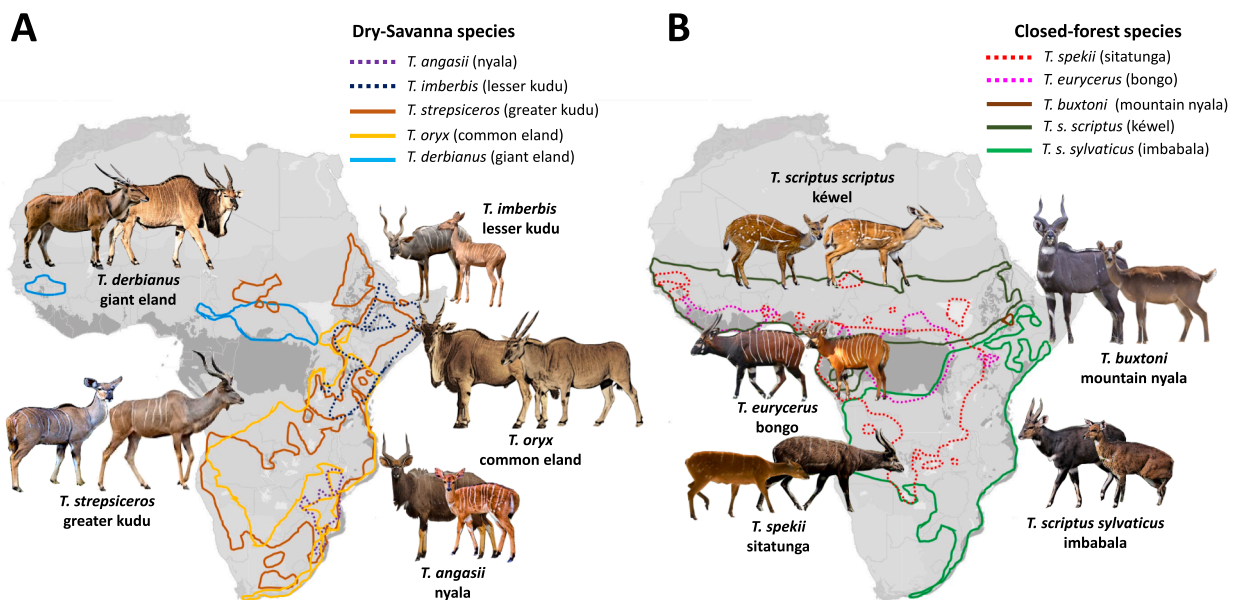 A
Dry-Savanna species
T. angasii (nyala)
T. imberbis (lesser kudu)
T. strepsiceros (greater kudu)
T. oryx (common eland)
T. derbianus (giant eland)
T. imberbis
lesser kudu
T. derbianus
giant eland
T. oryx
common eland
T. strepsiceros
greater kudu
T. angasii
nyala
B
Closed-forest species
T. spekii (sitatunga)
T. eurycerus (bongo)
T. buxtoni (mountain nyala)
T. s. scriptus (kéwel)
T. s. sylvaticus (imbabala)
T. scriptus scriptus
kéwel
T. buxtoni
mountain nyala
T. eurycerus
bongo
T. spekii
sitatunga
T. scriptus sylvaticus
imbabala